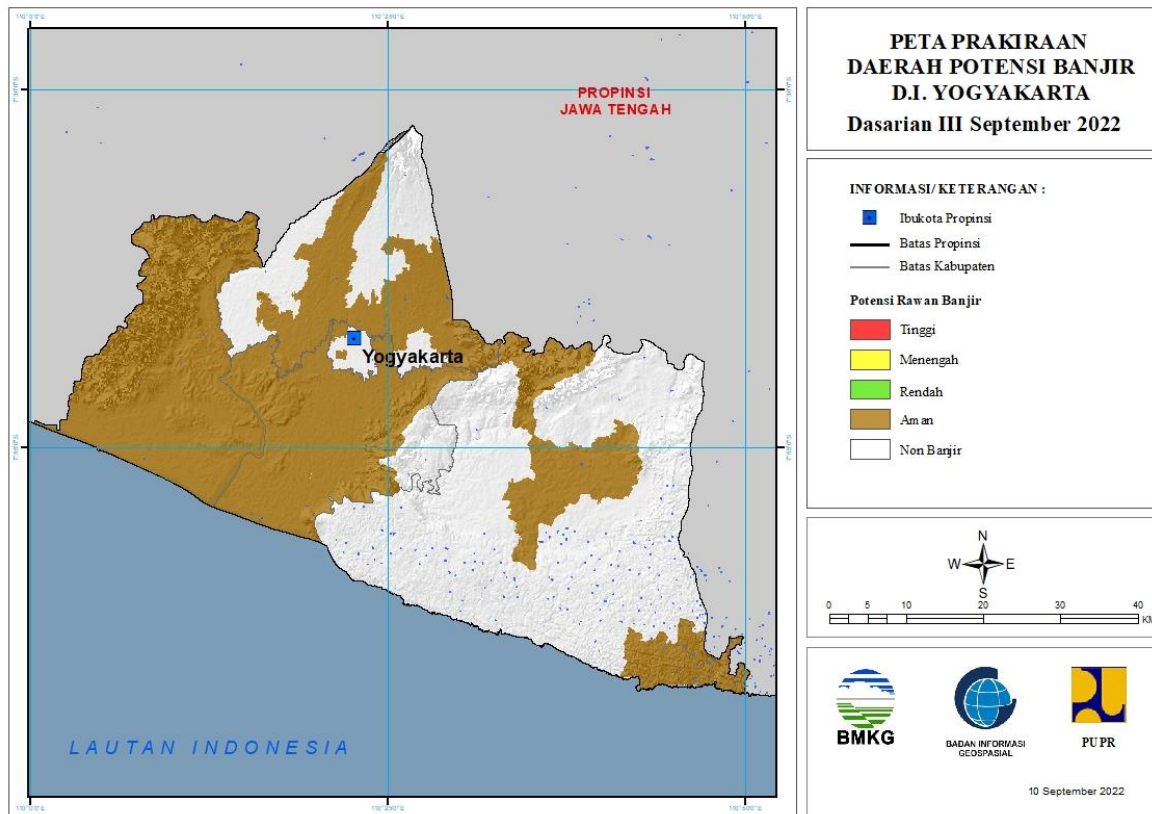 PETA PRAKIRAAN
DAERAH POTENSI BANJIR
D.I. YOGYAKARTA
Dasarian III September 2022
PROPINSI
JAWA TENGAH
Yogyakarta
LAUTAN INDONESIA
INFORMASI/ KETERANGAN :
Ibukota Propinsi
Batas Propinsi
Batas Kabupaten
Potensi Rawan Banjir
Tinggi
Menengah
Rendah
Aman
Non Banjir
N
W E
S
0 5 10 20 30 40
KM
BMKG
BADAN INFORMASI
GEOSPASIAL
PUPR
10 September 2022